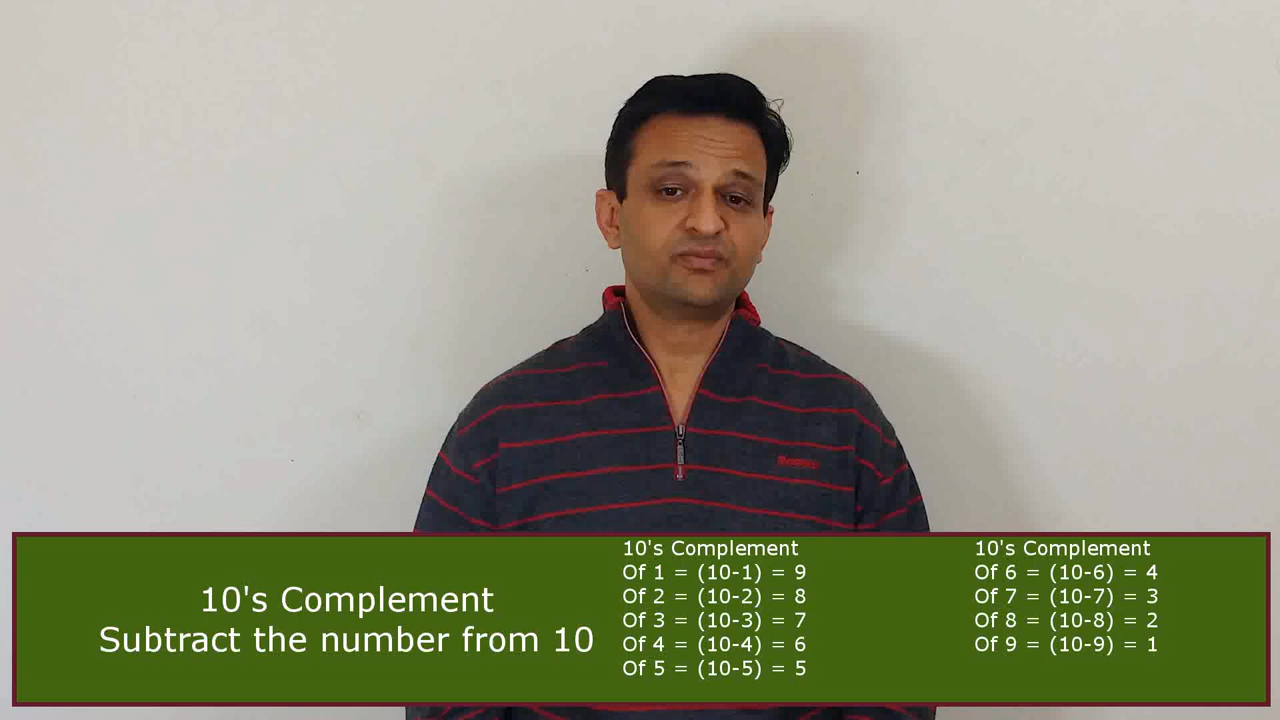 10's Complement
Subtract the number from 10
10's Complement
Of 1 = (10-1) = 9
Of 2 = (10-2) = 8
Of 3 = (10-3) = 7
Of 4 = (10-4) = 6
Of 5 = (10-5) = 5
10's Complement
Of 6 = (10-6) = 4
Of 7 = (10-7) = 3
Of 8 = (10-8) = 2
Of 9 = (10-9) = 1